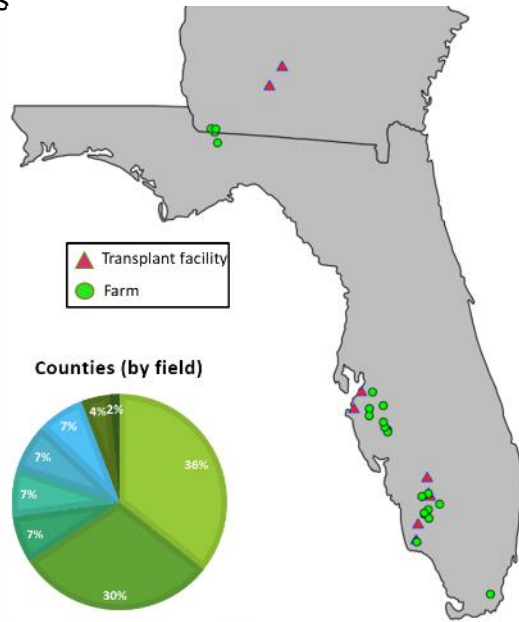 s
Transplant facility
Farm
Counties (by field)
4%
2%
7%
36%
7%
7%
7%
30%